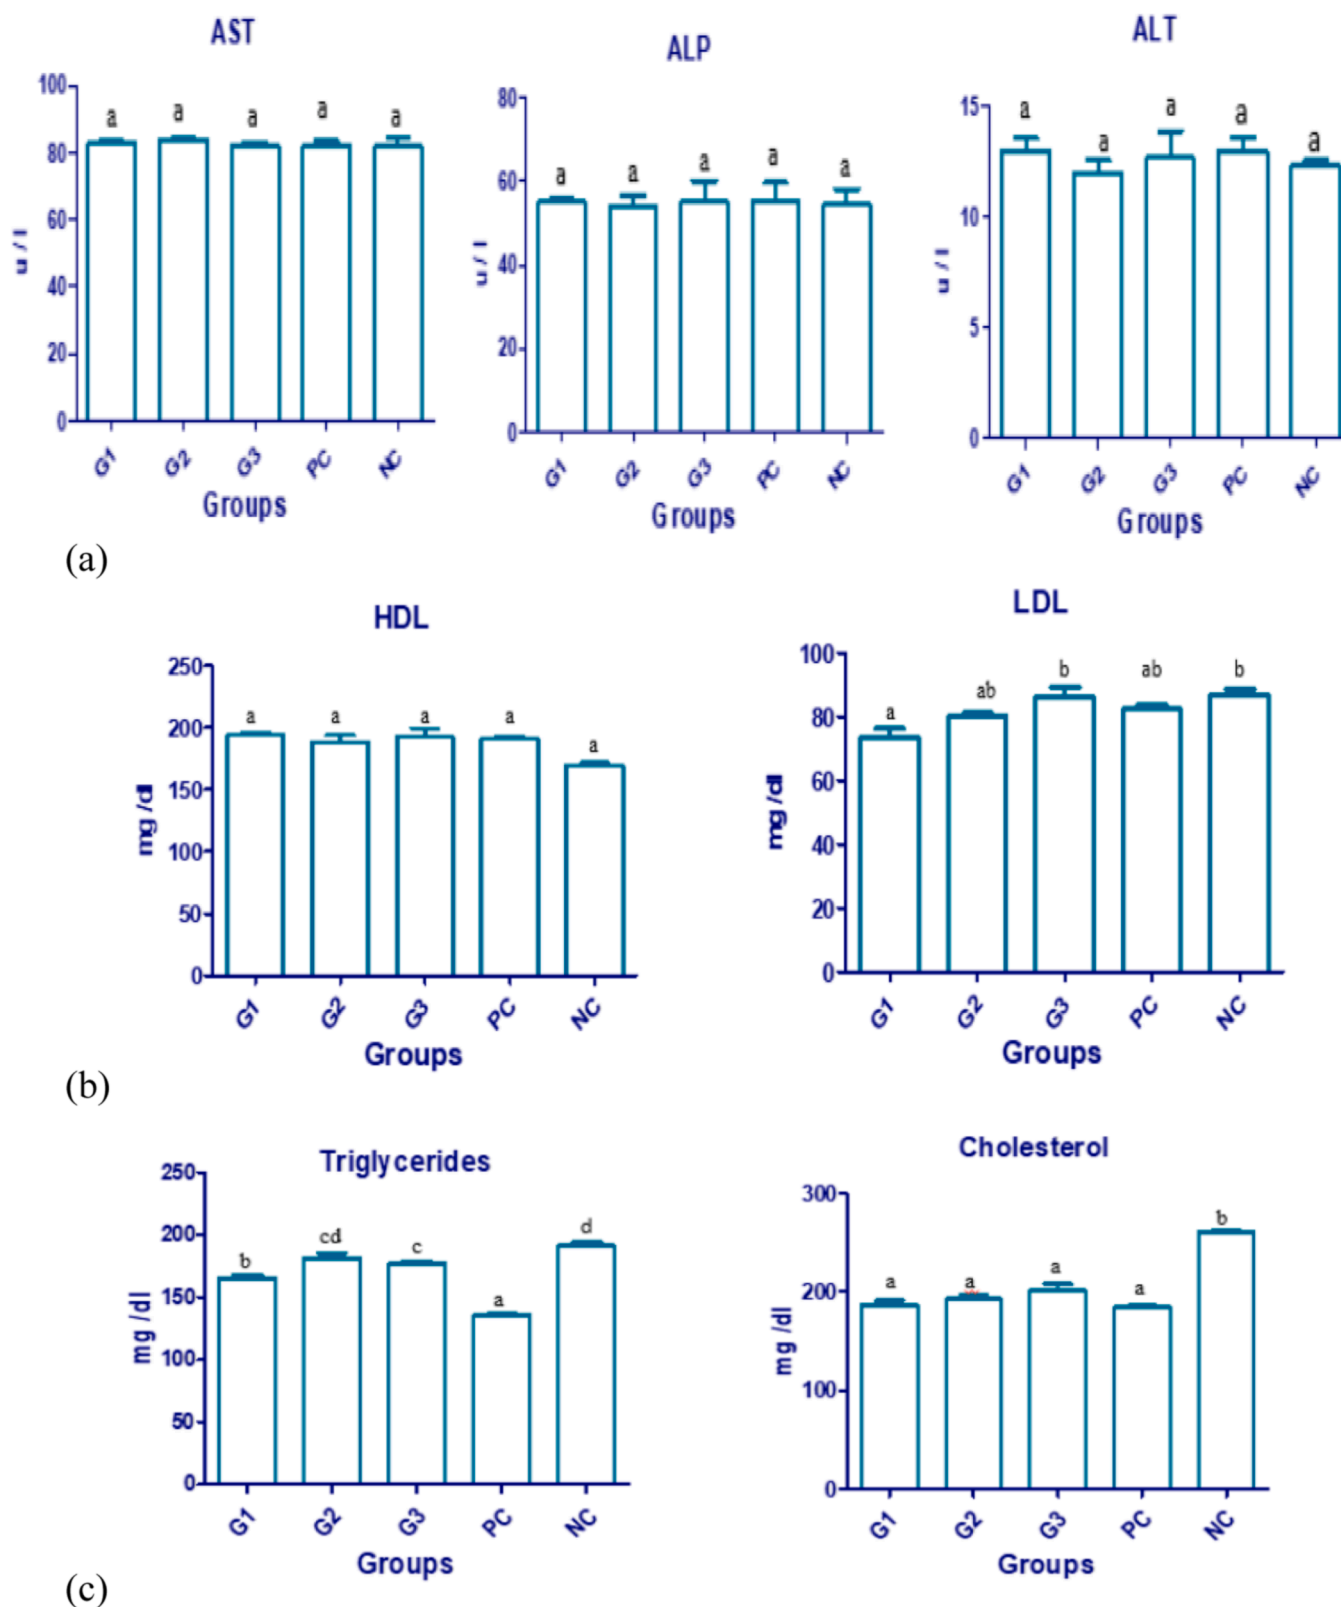 AST
100
80
60
40
20
0
u / l
a a a a a
G1 G2 G3 PC NC
Groups
ALP
80
60
40
20
0
u / l
a a a a a
G1 G2 G3 PC NC
Groups
ALT
15
10
5
0
u / l
a a a a a
G1 G2 G3 PC NC
Groups
(a)
HDL
250
200
150
100
50
0
mg /dl
a a a a a
G1 G2 G3 PC NC
Groups
LDL
100
80
60
40
20
0
mg /dl
a ab b ab b
G1 G2 G3 PC NC
Groups
(b)
Triglycerides
250
200
150
100
50
0
mg /dl
b cd c a d
G1 G2 G3 PC NC
Groups
Cholesterol
300
200
100
0
mg /dl
a a a a b
G1 G2 G3 PC NC
Groups
(c)